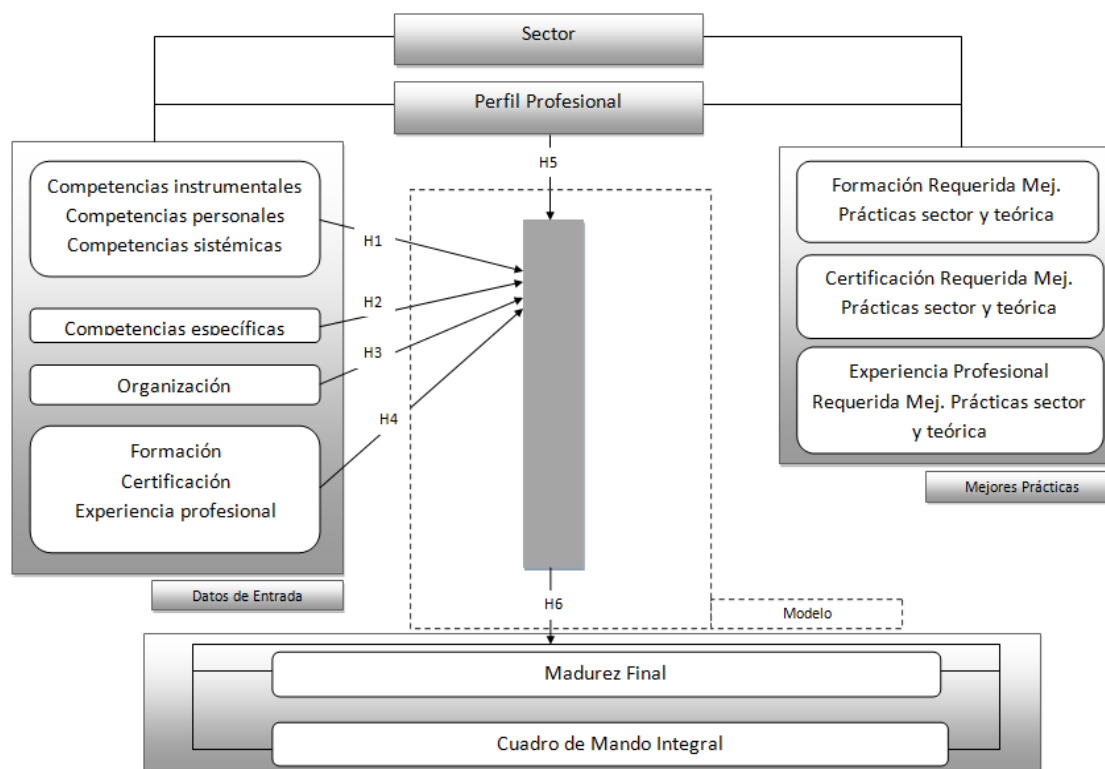 Sector
Perfil Profesional
H5
Competencias instrumentales
Competencias personales
Competencias sistémicas
H1
H2
Competencias específicas
H3
Organización
H4
Formación
Certificación
Experiencia profesional
Datos de Entrada
Formación Requerida Mej.
Prácticas sector y teórica
Certificación Requerida Mej.
Prácticas sector y teórica
Experiencia Profesional
Requerida Mej. Prácticas sector
y teórica
Mejores Prácticas
H6
Modelo
Madurez Final
Cuadro de Mando Integral